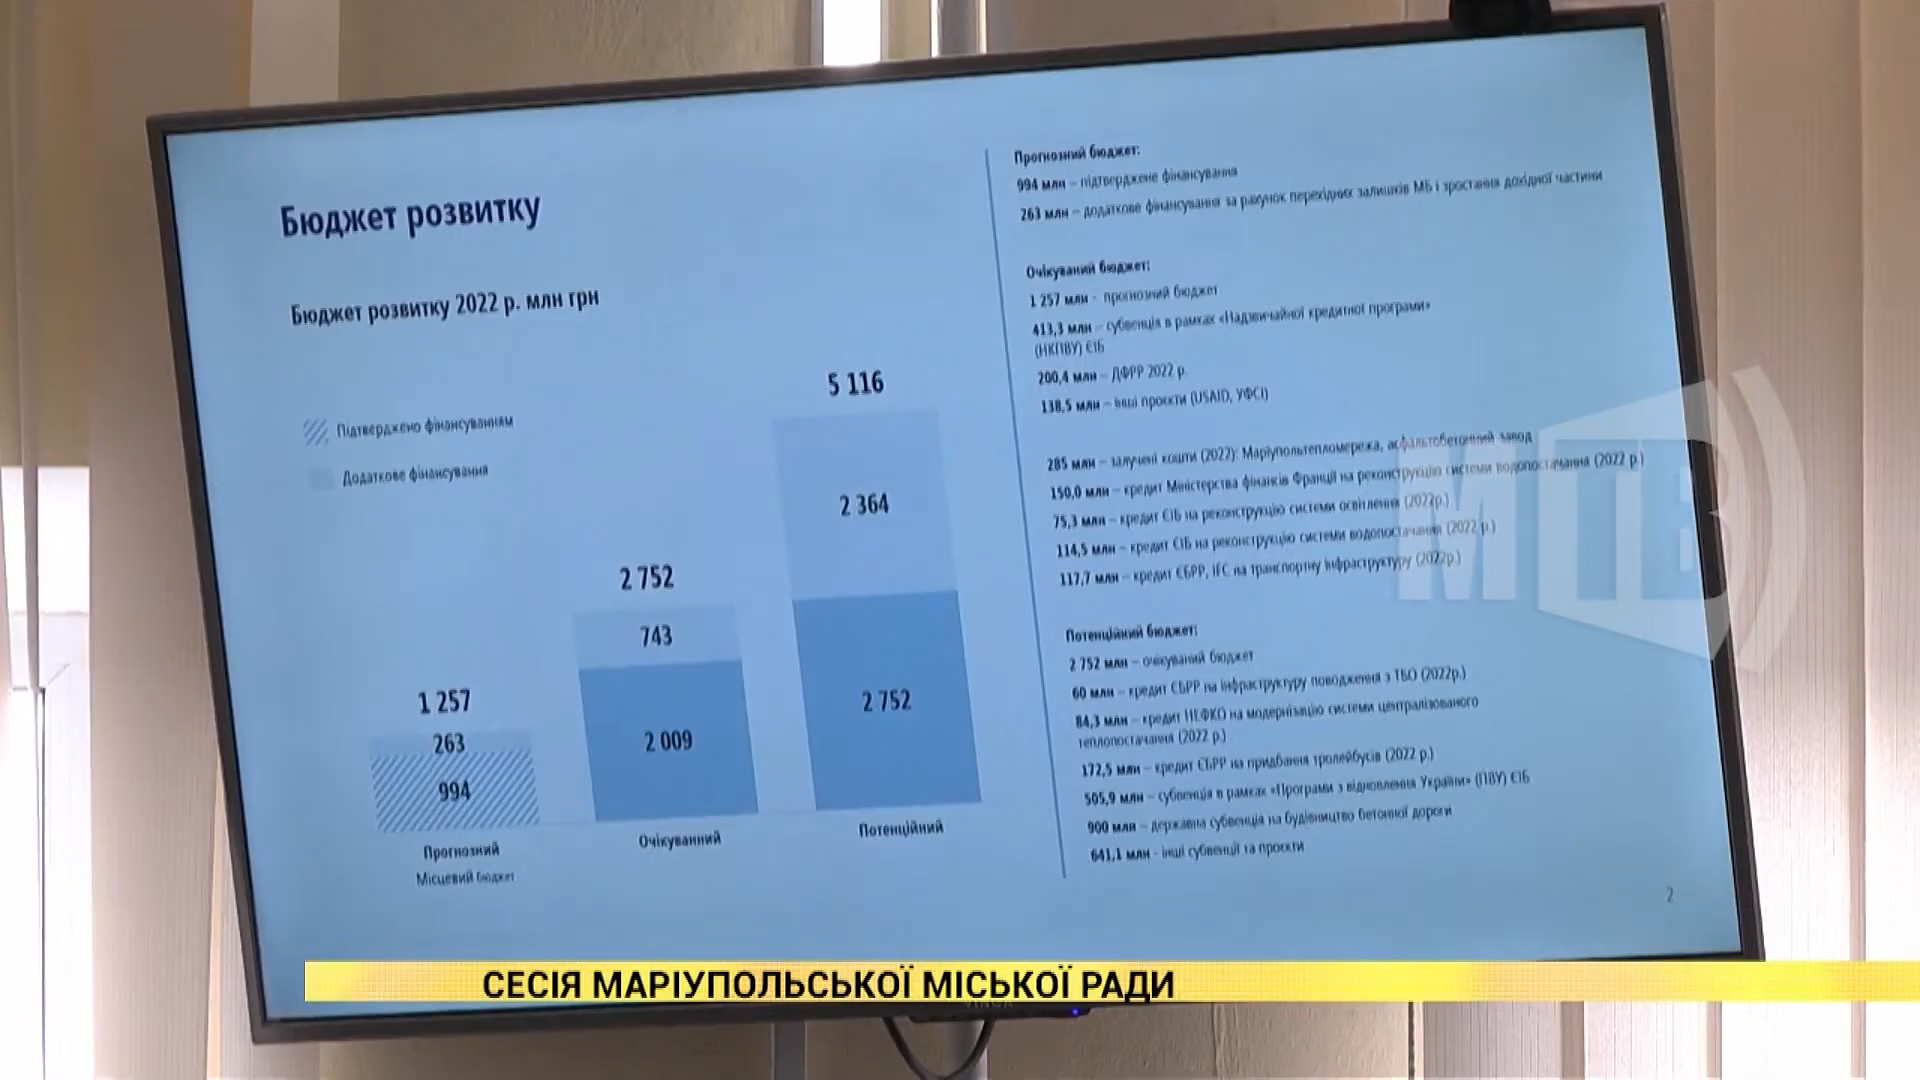 Бюджет розвитку
Бюджет розвитку 2022 р. млн грн
Підтверджено фінансуванням
Додаткове фінансування
5 116
2 364
2 752
2 752
743
2 009
1 257
263
994
Прогнозний
Місцевий бюджет
Очікуванний
Потенційний
Прогнозний бюджет:
994 млн – підтверджене фінансування
263 млн – додаткове фінансування за рахунок перехідних залишків МБ і зростання дохідної частини
Очікуваний бюджет:
1 257 млн - прогнозний бюджет
413,3 млн – субвенція в рамках «Надзвичайної кредитної програми»
(НКПВУ) ЄІБ
200,4 млн – ДФРР 2022 р.
138,5 млн – інші проєкти (USAID, УФСІ)
285 млн – залучені кошти (2022): Маріупольтепломережа, асфальтобетонний завод
150,0 млн – кредит Міністерства фінансів Франції на реконструкцію системи водопостачання (2022 р.)
75,3 млн – кредит ЄІБ на реконструкцію системи освітлення (2022р.)
114,5 млн – кредит ЄІБ на реконструкцію системи водопостачання (2022 р.)
117,7 млн – кредит ЄБРР, IFC на транспортну інфраструктуру (2022р.)
Потенційний бюджет:
2 752 млн – очікуваний бюджет
60 млн – кредит ЄБРР на інфраструктуру поводження з ТБО (2022р.)
84,3 млн – кредит НЕФКО на модернізацію системи централізованого
теплопостачання (2022 р.)
172,5 млн – кредит ЄБРР на придбання тролейбусів (2022 р.)
505,9 млн – субвенція в рамках «Програми з відновлення України» (ПВУ) ЄІБ
900 млн – державна субвенція на будівництво бетонної дороги
641,1 млн - інші субвенції та проєкти
2
МТВ
СЕСІЯ МАРІУПОЛЬСЬКОЇ МІСЬКОЇ РАДИ